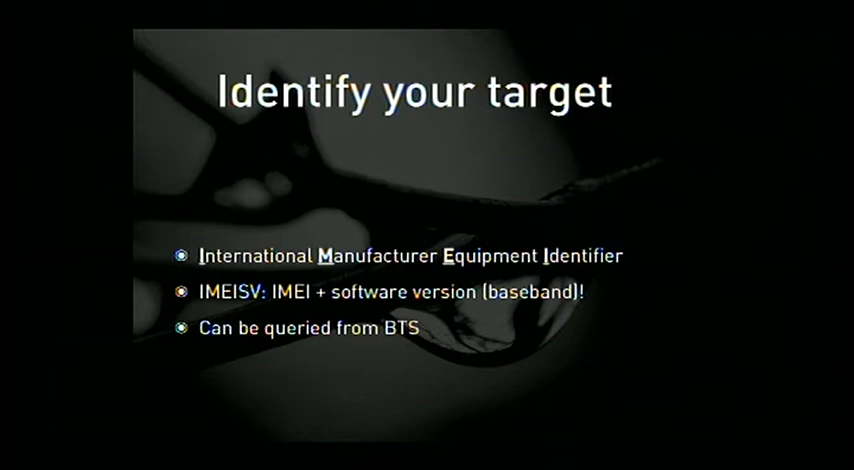 Identify your target
International Manufacturer Equipment Identifier
IMEISV: IMEI + software version (baseband)!
Can be queried from BTS